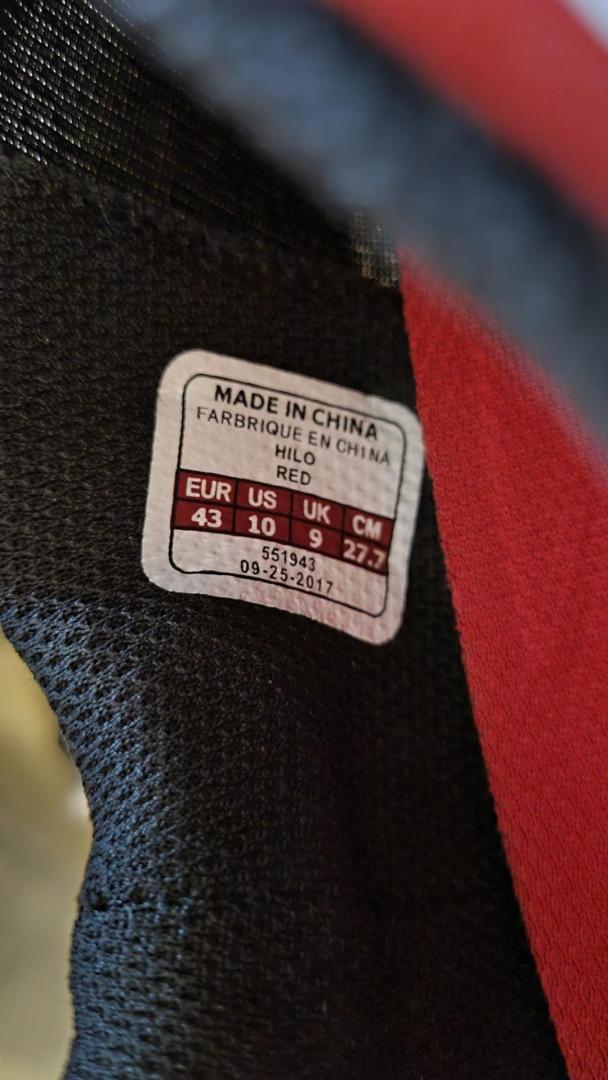 MADE IN CHINA
FARBRIQUE EN CHINA
HILO
RED
EUR US UK CM
43 10 9 27.7
551943
09-25-2017